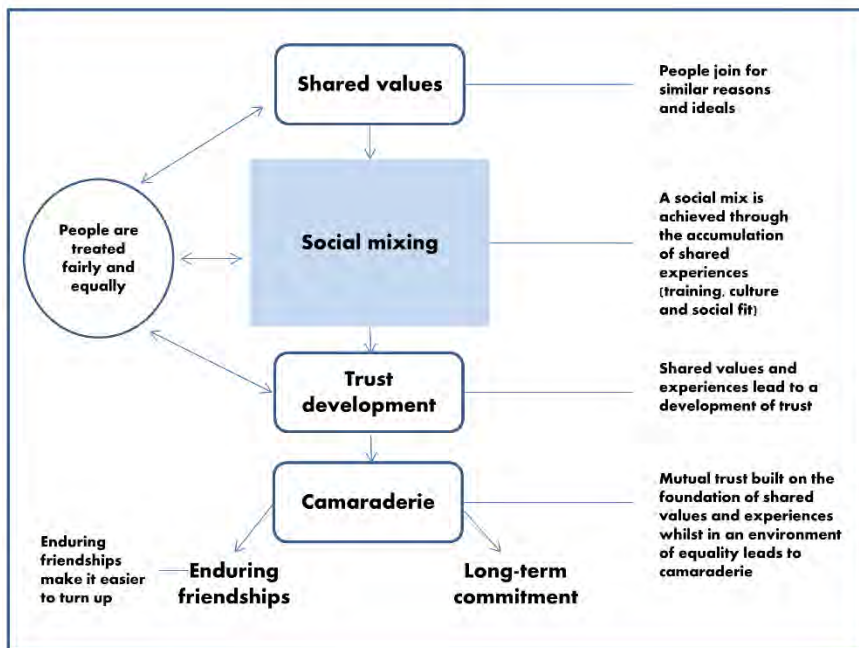 Shared values
People join for
similar reasons
and ideals
People are
treated
fairly and
equally
Social mixing
A social mix is
achieved through
the accumulation
of shared
experiences
(training, culture
and social fit)
Trust
development
Shared values and
experiences lead to a
development of trust
Camaraderie
Mutual trust built on the
foundation of shared
values and experiences
whilst in an environment
of equality leads to
camaraderie
Enduring
friendships
make it easier
to turn up
Enduring
friendships
Long-term
commitment